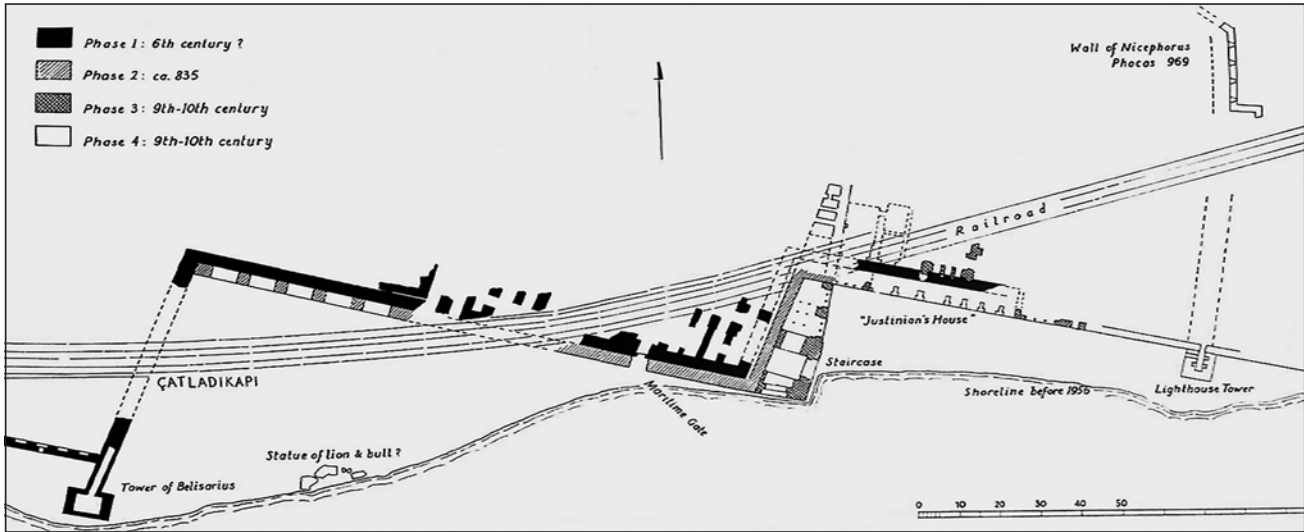 Phase 1: 6th century ?
Phase 2: ca. 835
Phase 3: 9th-10th century
Phase 4: 9th-10th century
Wall of Nicephorus
Phocas 969
Railroad
"Justinian's House"
Staircase
ÇATLADIKAPI
Maritime Gate
Shoreline before 1956
Lighthouse Tower
Statue of lion & bull ?
Tower of Belisarius
0 10 20 30 40 50